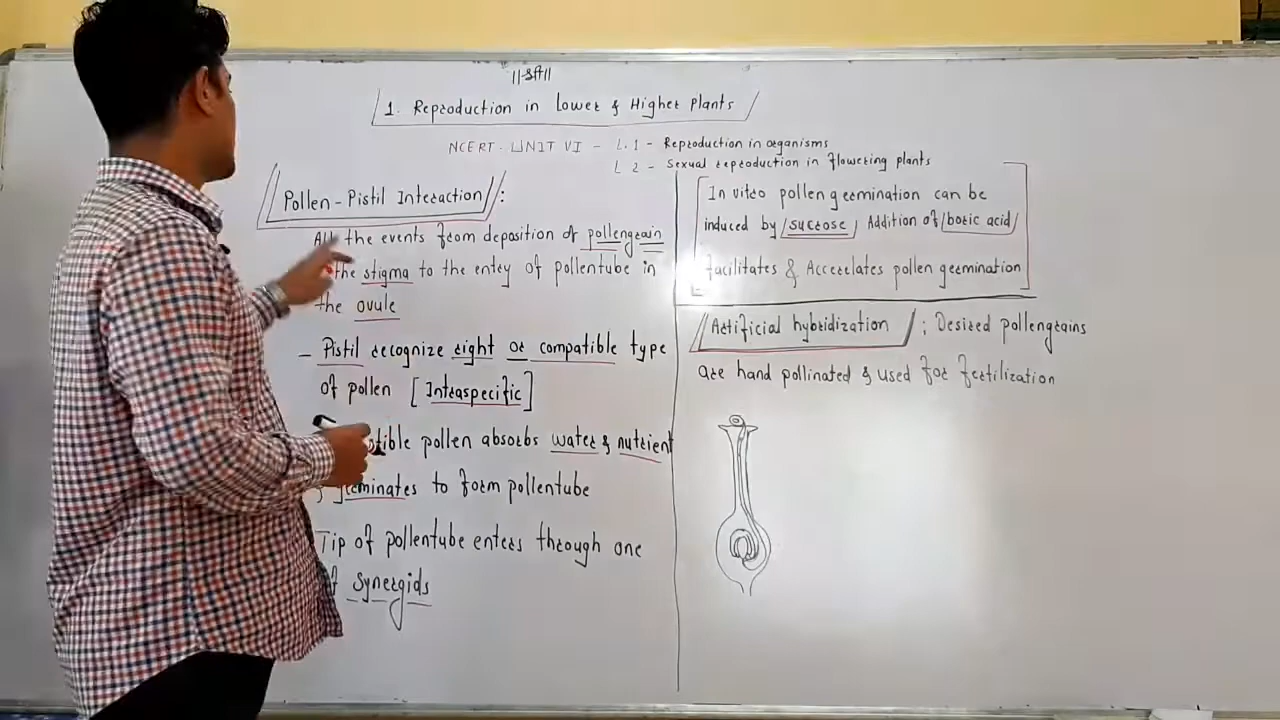 ||श्री||
1. Reproduction in Lower & Higher Plants
NCERT- UNIT VI - L.1 - Reproduction in organisms
L 2 - Sexual reproduction in flowering plants
Pollen-Pistil Interaction :
All the events from deposition of pollengrain
the stigma to the entry of pollentube in
the ovule
- Pistil recognize right or compatible type
of pollen [Intraspecific]
pollen absorbs water & nutrient
& germinates to form pollentube
Tip of pollentube enters through one
of synergids
In vitro pollen germination can be
induced by /sucrose/ Addition of /boric acid/
facilitates & Accerelates pollen germination
Artificial hybridization ; Desired pollengrains
are hand pollinated & used for fertilization